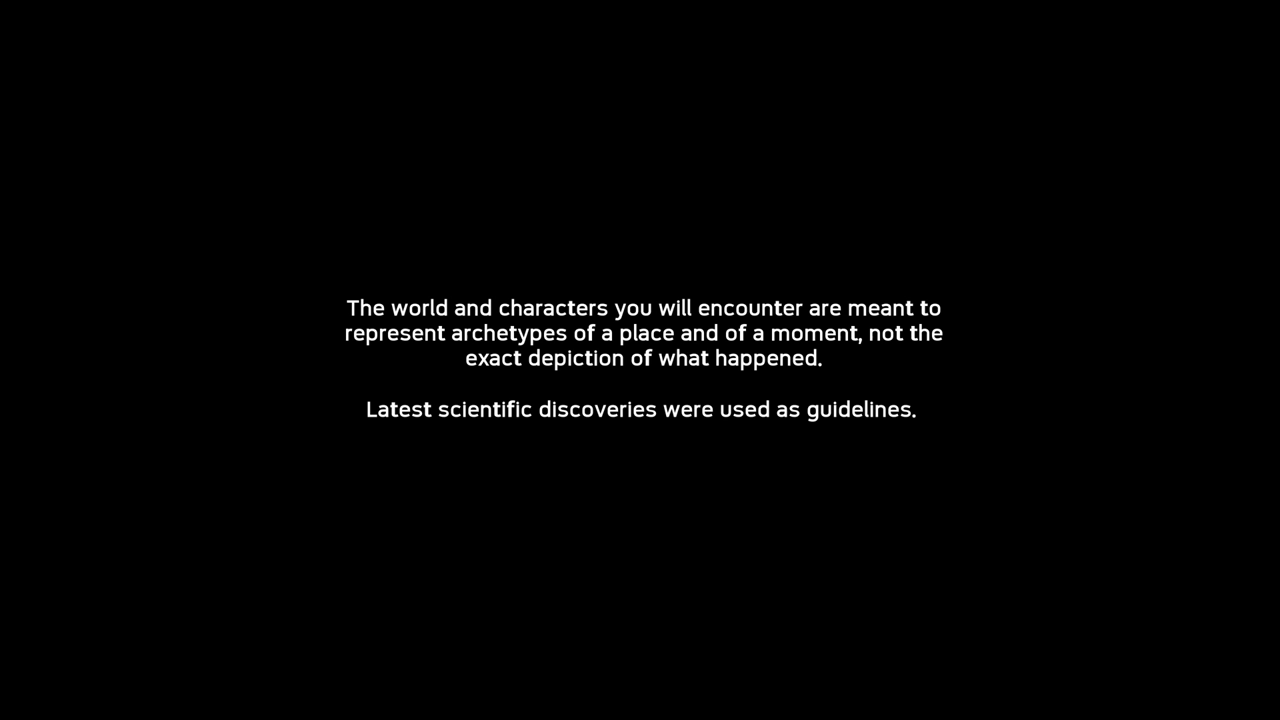 The world and characters you will encounter are meant to
represent archetypes of a place and of a moment, not the
exact depiction of what happened.
Latest scientific discoveries were used as guidelines.